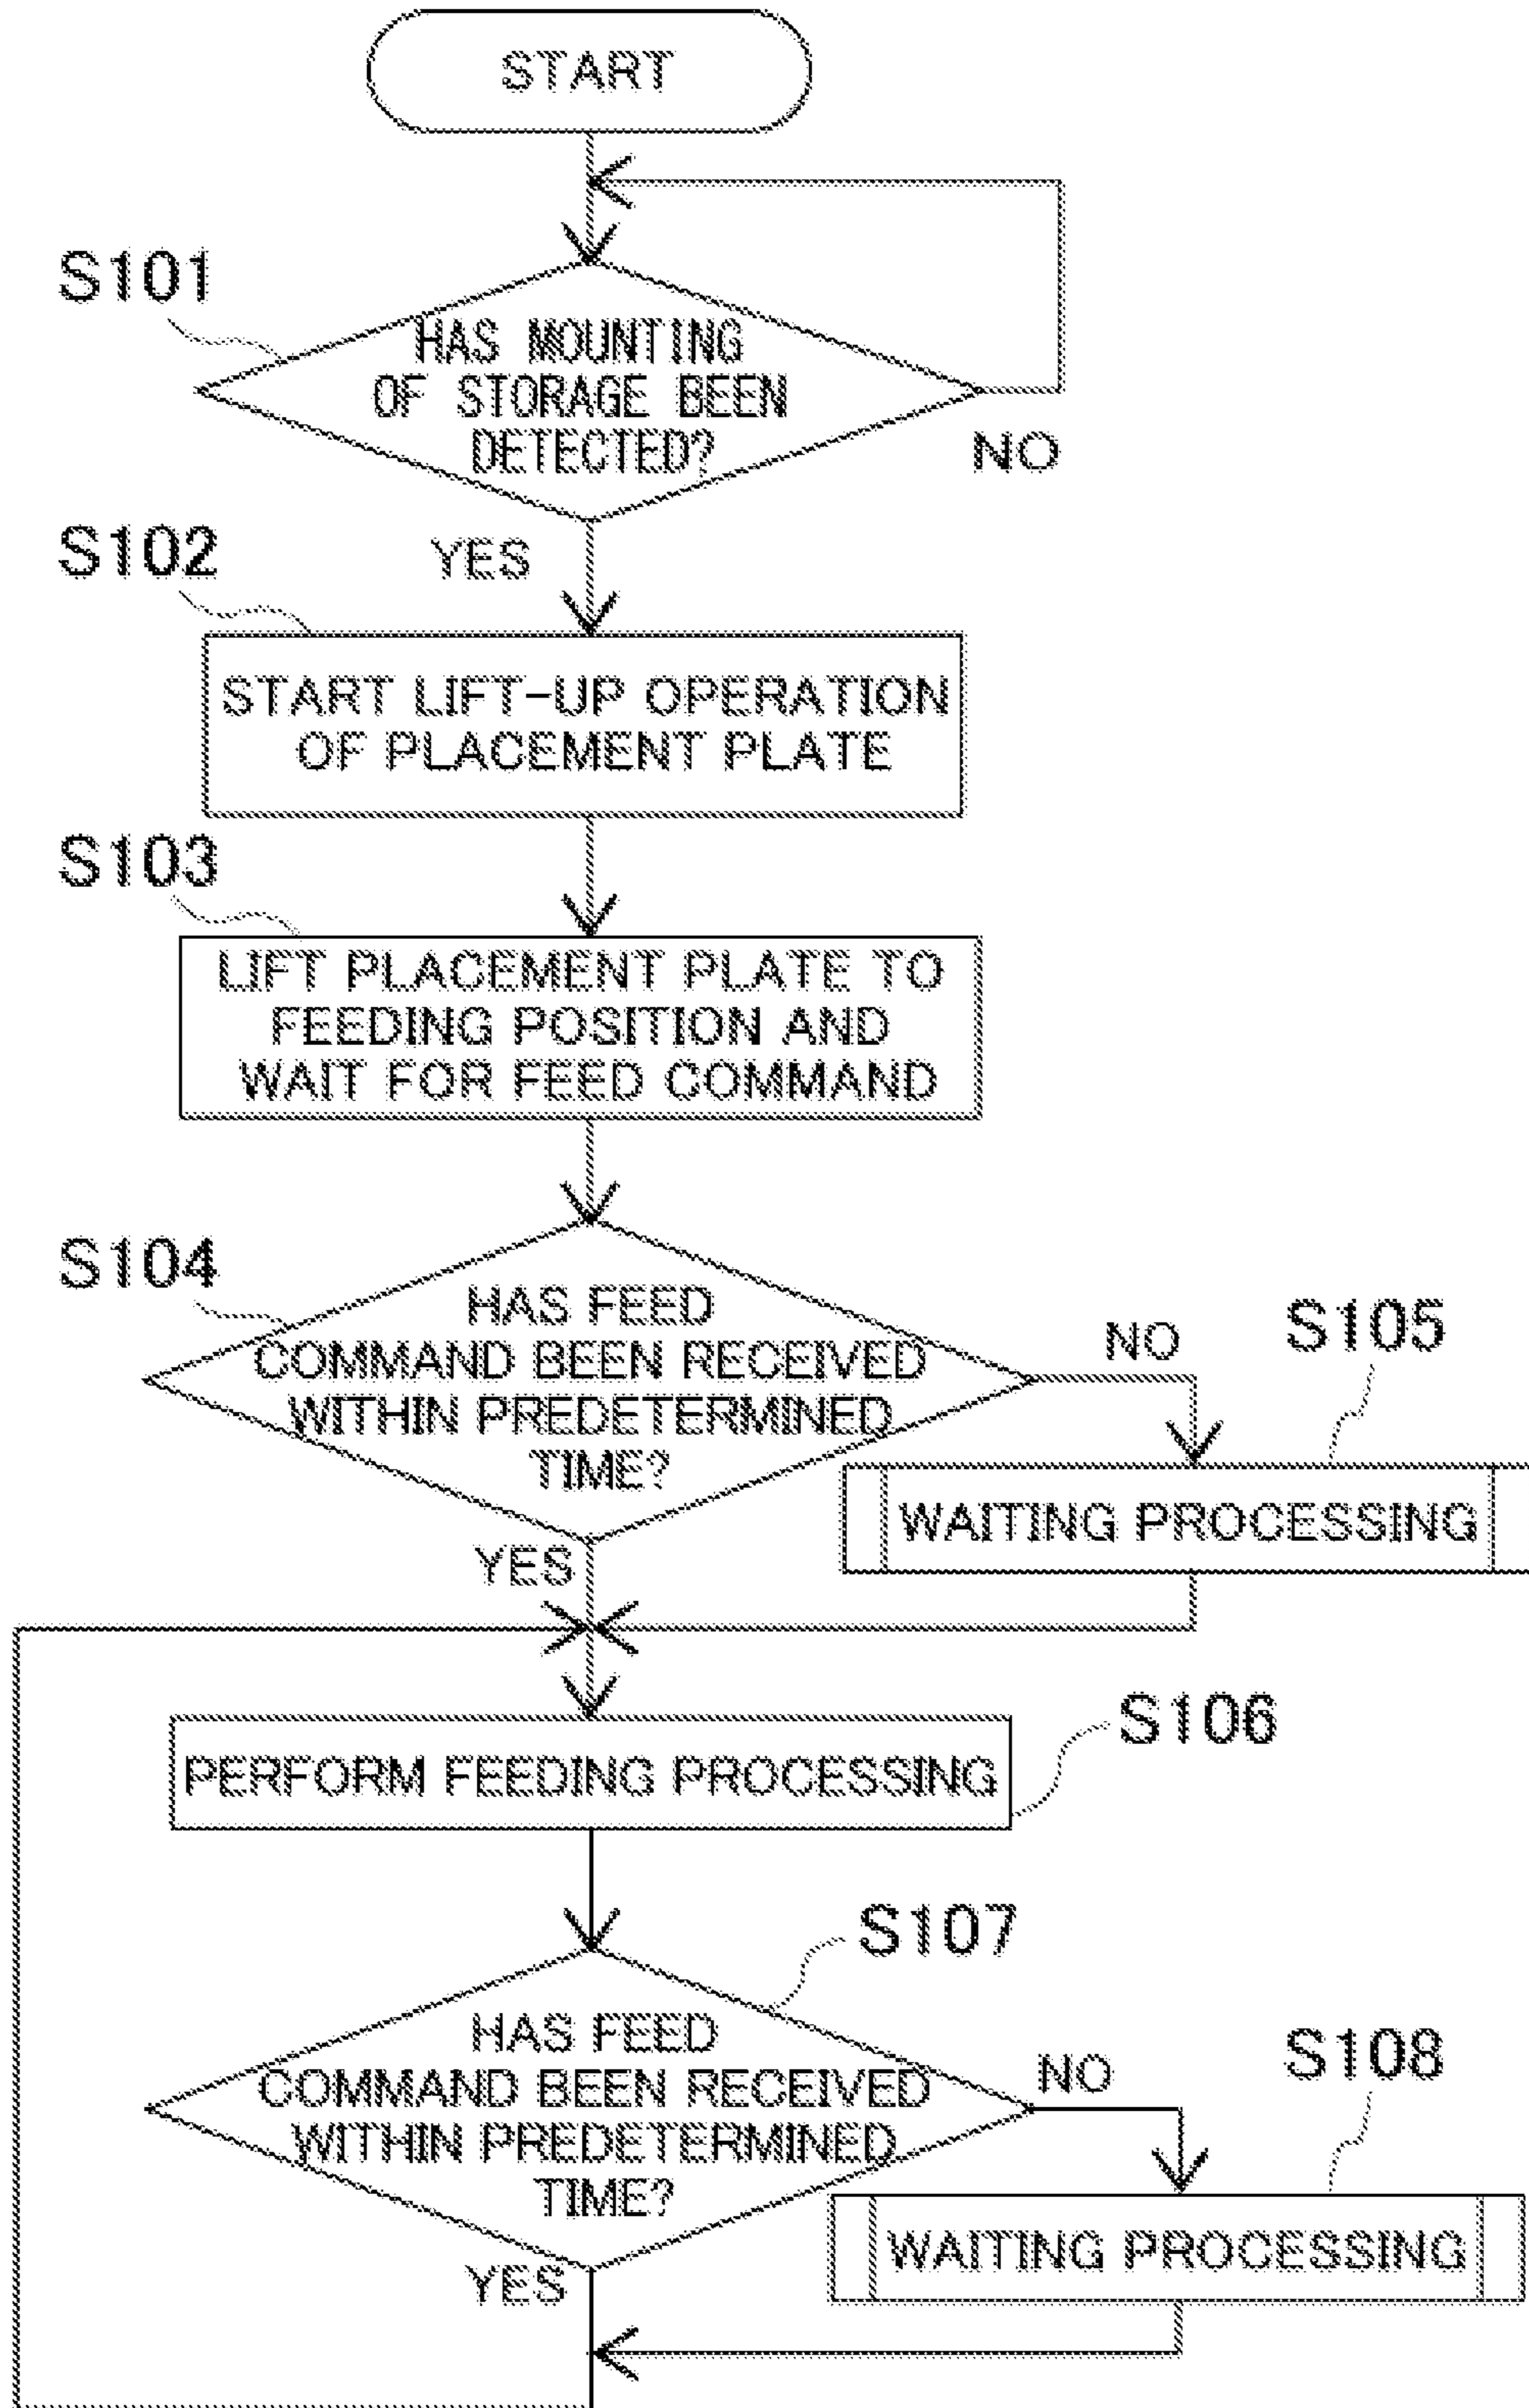 START
S101
HAS MOUNTING
OF STORAGE BEEN
DETECTED?
NO
YES
S102
START LIFT-UP OPERATION
OF PLACEMENT PLATE
S103
LIFT PLACEMENT PLATE TO
FEEDING POSITION AND
WAIT FOR FEED COMMAND
S104
HAS FEED
COMMAND BEEN RECEIVED
WITHIN PREDETERMINED
TIME?
NO
S105
WAITING PROCESSING
YES
S106
PERFORM FEEDING PROCESSING
S107
HAS FEED
COMMAND BEEN RECEIVED
WITHIN PREDETERMINED
TIME?
NO
S108
WAITING PROCESSING
YES